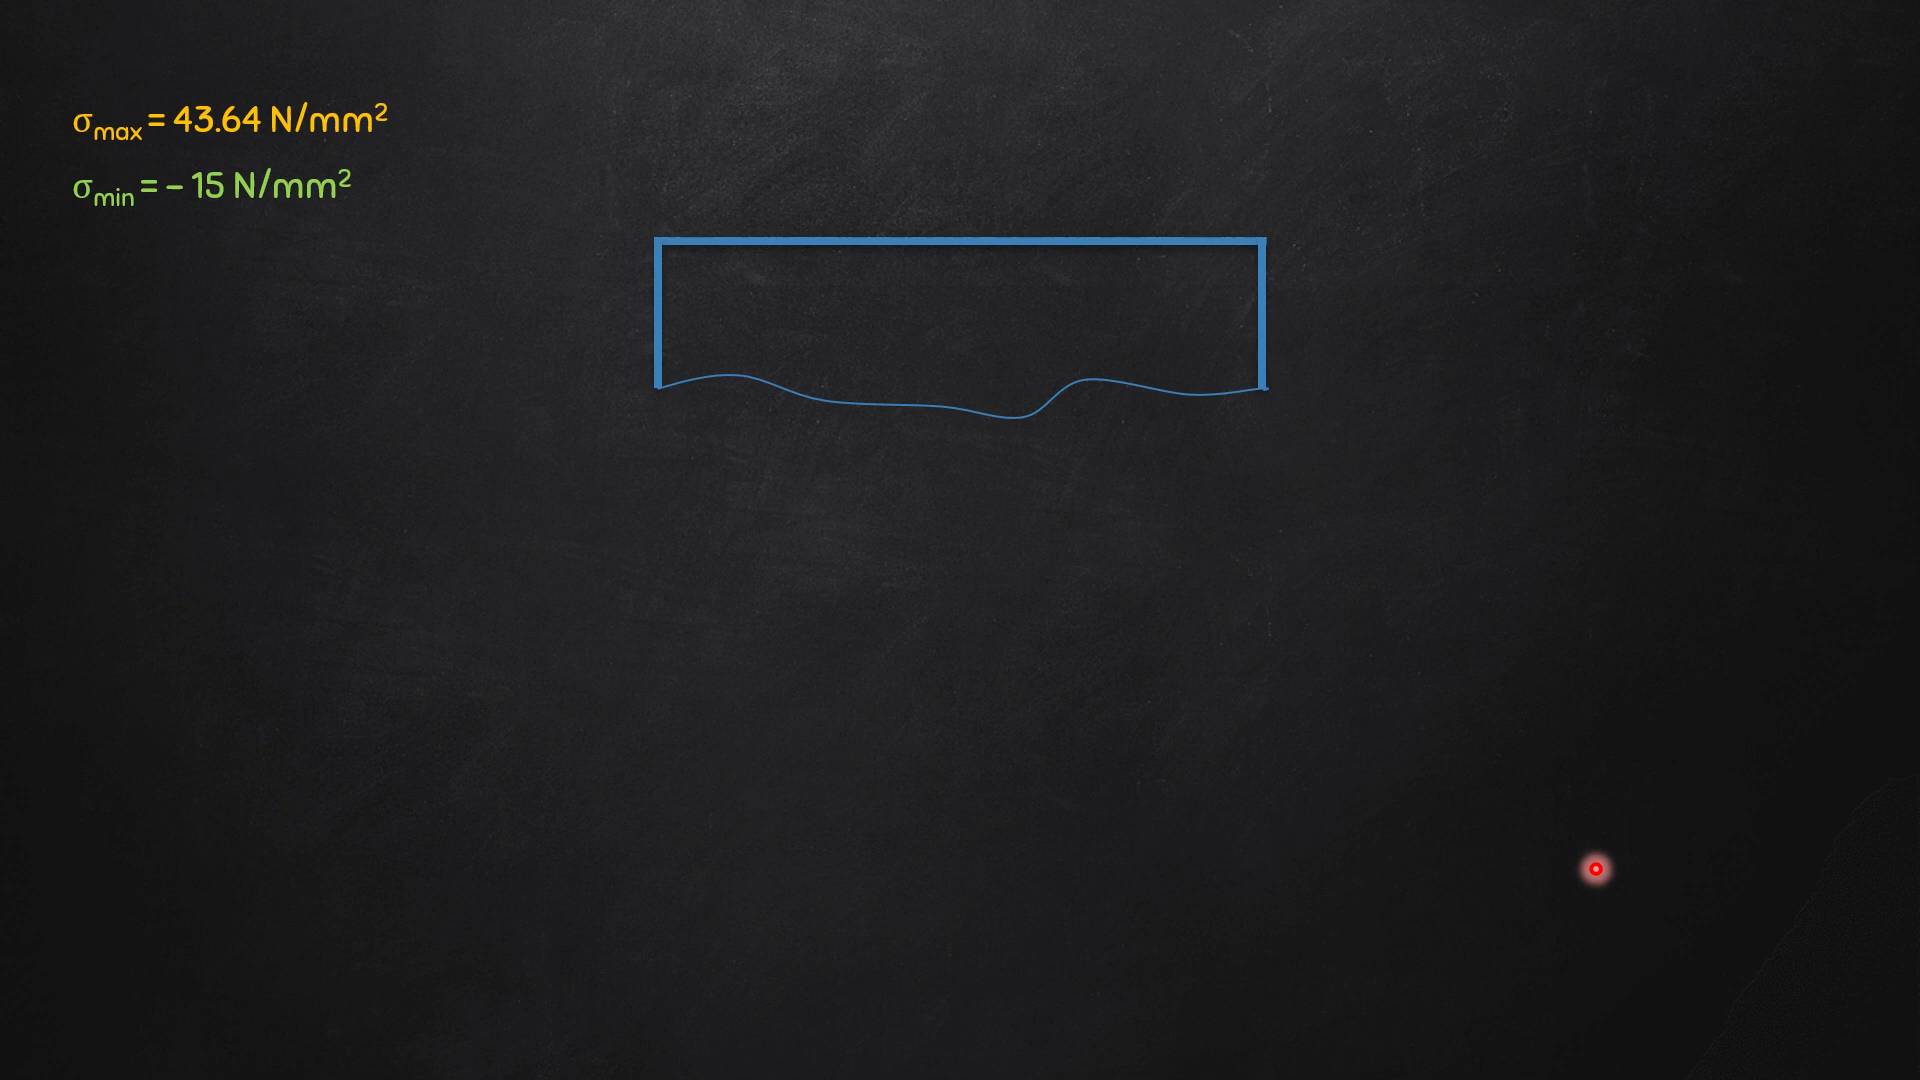 σmax = 43.64 N/mm²
σmin = – 15 N/mm²